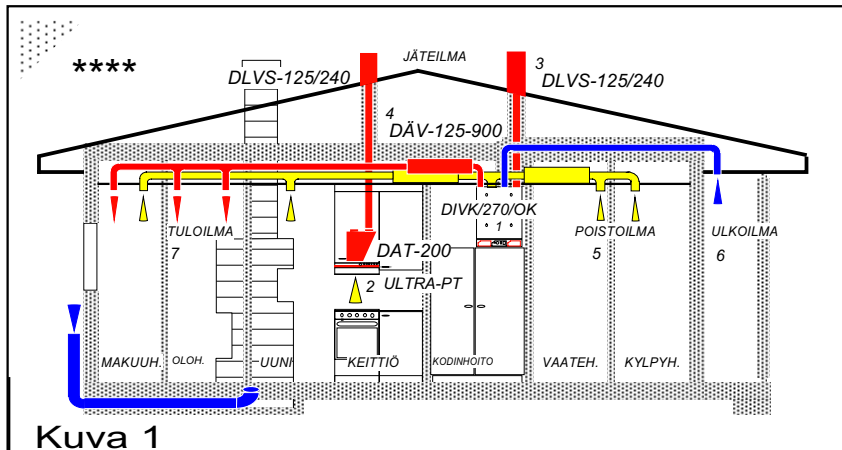 ****
JÄTEILMA
3
DLVS-125/240
DLVS-125/240
4
DÄV-125-900
DIVK/270/OK
1
TULOILMA
7
POISTOILMA
5
ULKOILMA
6
DAT-200
2 ULTRA-PT
MAKUUH.
OLOH.
UUNI
KEITTIÖ
KODINHOITO
VAATEH.
KYLPYH.
Kuva 1